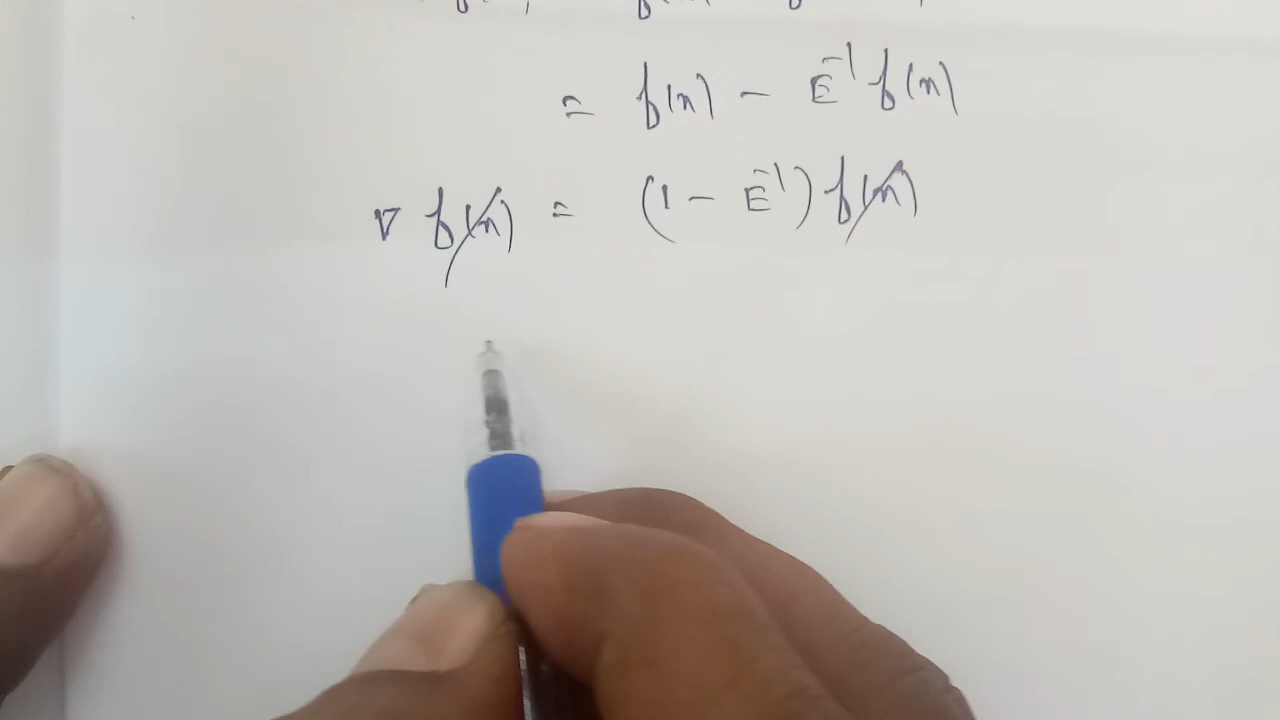 = f(x) - E⁻¹ f(x)
∇ f(x) = (1 - E⁻¹) f(x)